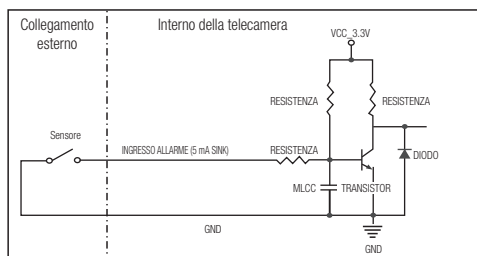 Collegamento
esterno
Interno della telecamera
VCC_3.3V
RESISTENZA
RESISTENZA
Sensore
INGRESSO ALLARME (5 mA SINK)
RESISTENZA
DIODO
MLCC
TRANSISTOR
GND
GND